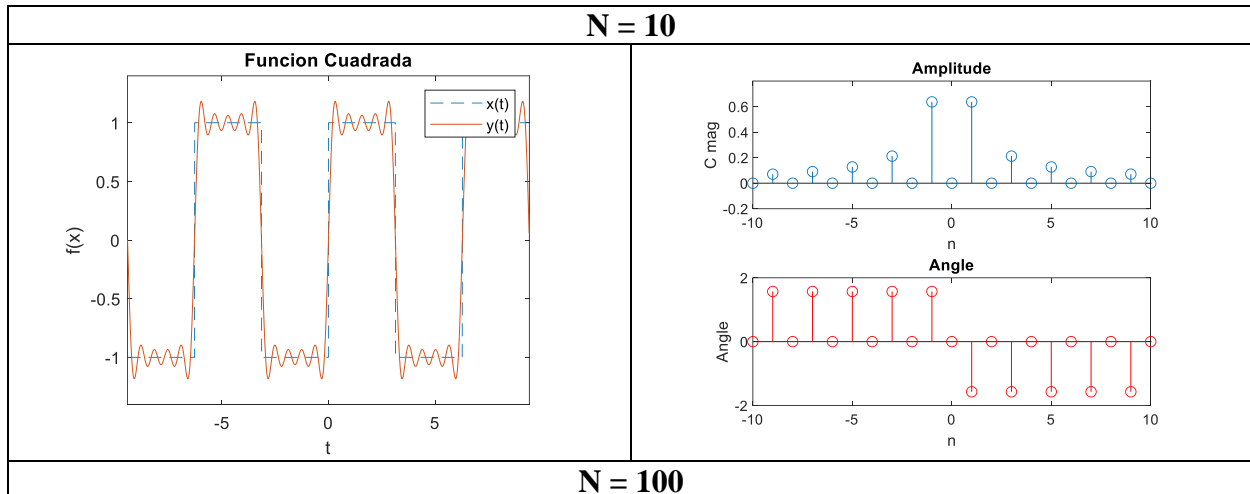 N = 10
Funcion Cuadrada
x(t)
y(t)
1
0.5
0
-0.5
-1
f(x)
-5 0 5
t
Amplitude
0.6
0.4
0.2
0
-0.2
C mag
-10 -5 0 5 10
n
Angle
2
0
-2
Angle
-10 -5 0 5 10
n
N = 100